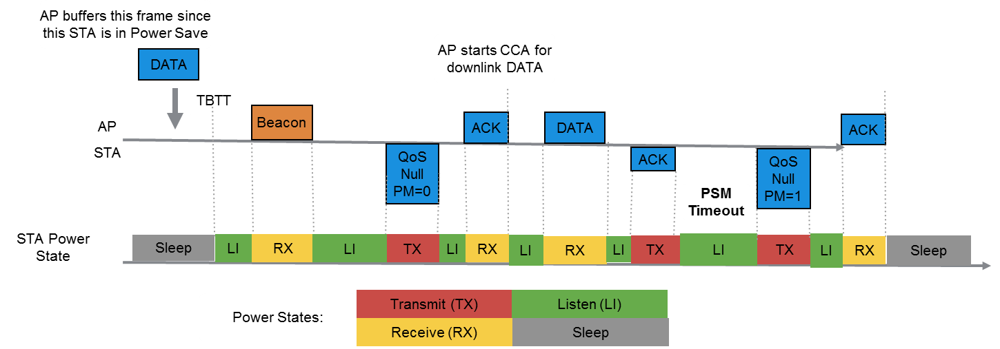 AP buffers this frame since
this STA is in Power Save
DATA
AP starts CCA for
downlink DATA
TBTT
AP
Beacon
ACK
DATA
ACK
STA
QoS
Null
PM=0
ACK
QoS
Null
PM=1
PSM
Timeout
STA Power
State
Sleep
LI
RX
LI
TX
LI
RX
LI
RX
LI
TX
LI
TX
LI
RX
Sleep
Power States:
Transmit (TX)
Listen (LI)
Receive (RX)
Sleep